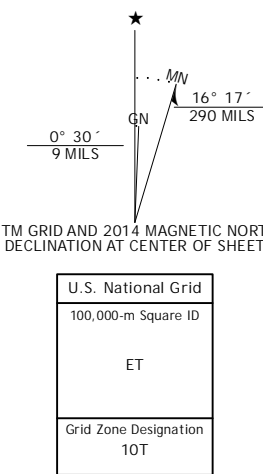 MN
GN
16° 17´
290 MILS
0° 30´
9 MILS
TM GRID AND 2014 MAGNETIC NORT
DECLINATION AT CENTER OF SHEET
U.S. National Grid
100,000-m Square ID
ET
Grid Zone Designation
10T